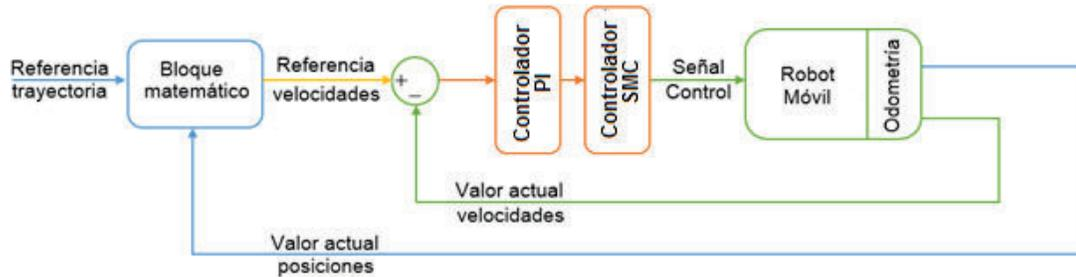 Referencia
trayectoria
Bloque
matemático
Referencia
velocidades
+
−
Controlador
PI
Controlador
SMC
Señal
Control
Robot
Móvil
Odometría
Valor actual
velocidades
Valor actual
posiciones